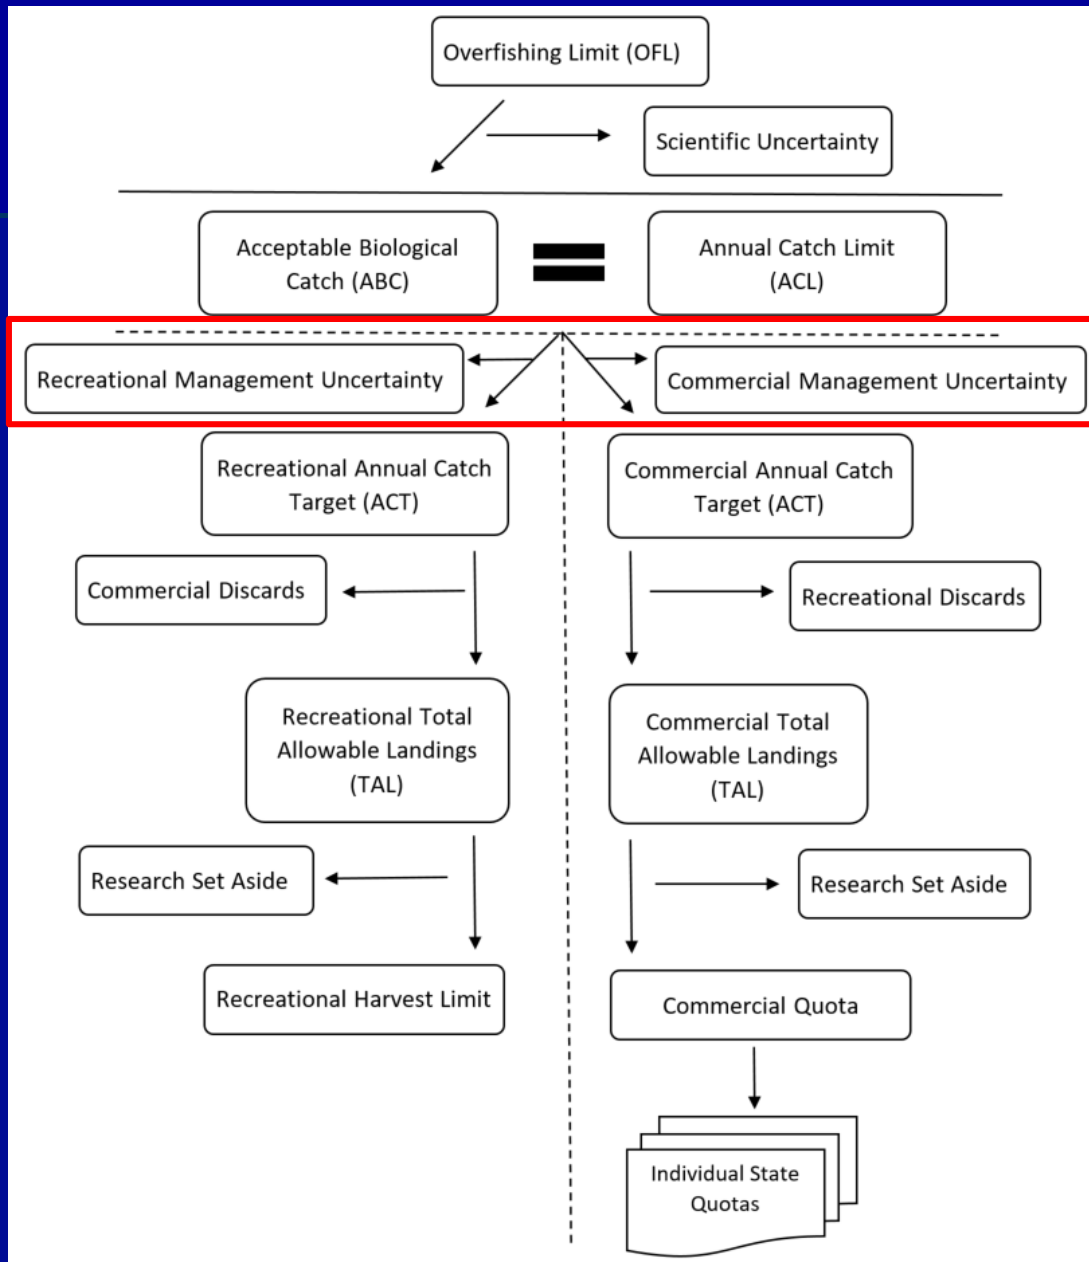 Overfishing Limit (OFL)
Scientific Uncertainty
Acceptable Biological
Catch (ABC)
Annual Catch Limit
(ACL)
Recreational Management Uncertainty
Commercial Management Uncertainty
Recreational Annual Catch
Target (ACT)
Commercial Annual Catch
Target (ACT)
Commercial Discards
Recreational Discards
Recreational Total
Allowable Landings
(TAL)
Commercial Total
Allowable Landings
(TAL)
Research Set Aside
Research Set Aside
Recreational Harvest Limit
Commercial Quota
Individual State
Quotas